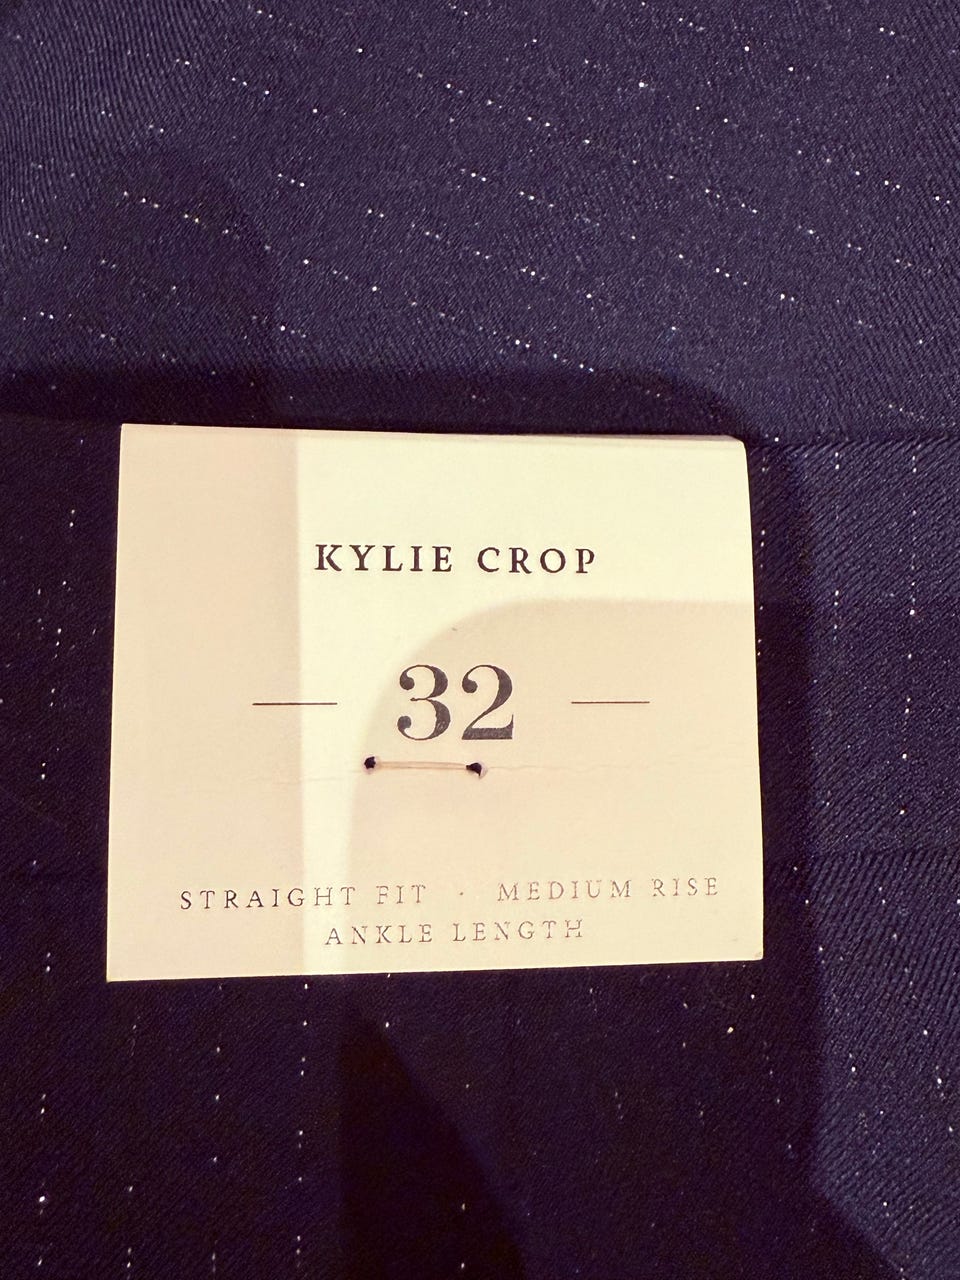 KYLIE CROP
32
STRAIGHT FIT · MEDIUM RISE
ANKLE LENGTH